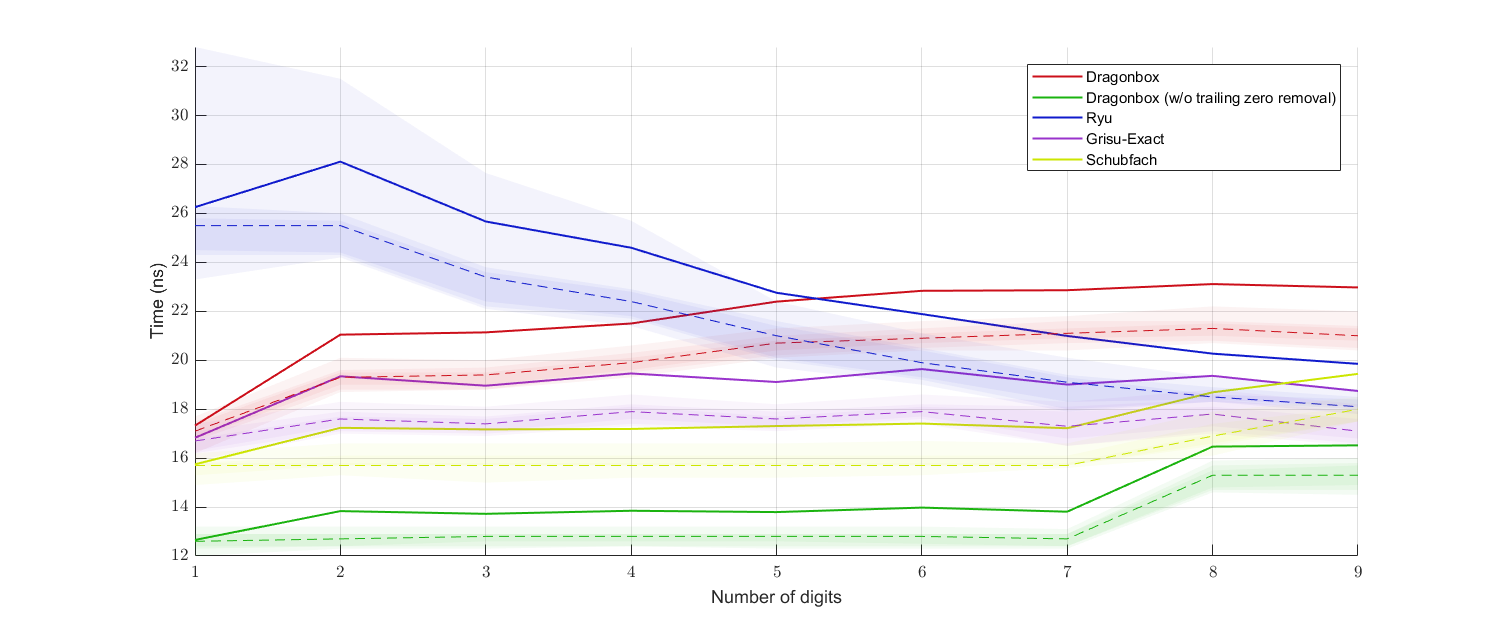 32
30
28
26
24
22
20
18
16
14
12
Time (ns)
1 2 3 4 5 6 7 8 9
Number of digits
Dragonbox
Dragonbox (w/o trailing zero removal)
Ryu
Grisu-Exact
Schubfach